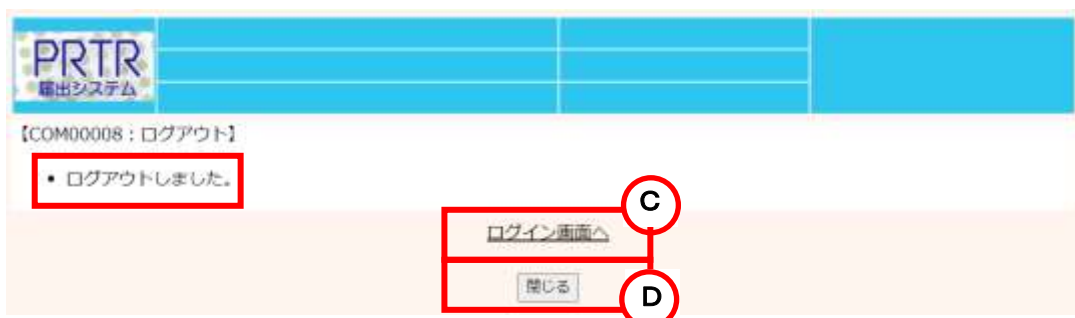 PRTR
届出システム
【COM00008：ログアウト】
• ログアウトしました。
C
ログイン画面へ
閉じる
D